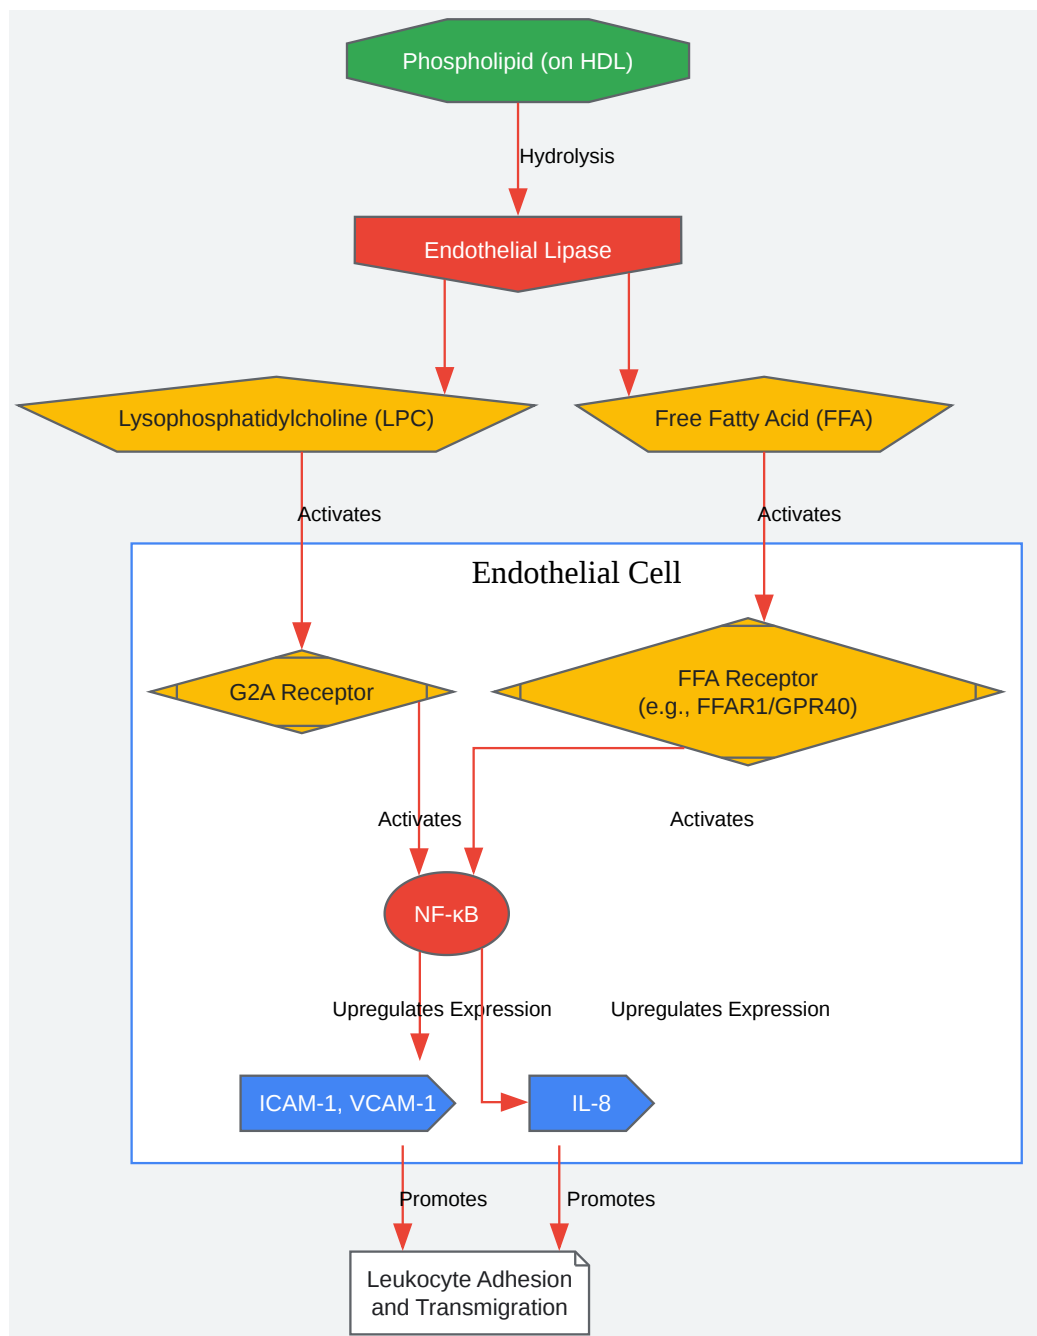 Phospholipid (on HDL)
Hydrolysis
Endothelial Lipase
Lysophosphatidylcholine (LPC)
Free Fatty Acid (FFA)
Activates
Activates
Endothelial Cell
G2A Receptor
FFA Receptor
(e.g., FFAR1/GPR40)
Activates
Activates
NF-κB
Upregulates Expression
Upregulates Expression
ICAM-1, VCAM-1
IL-8
Promotes
Promotes
Leukocyte Adhesion
and Transmigration